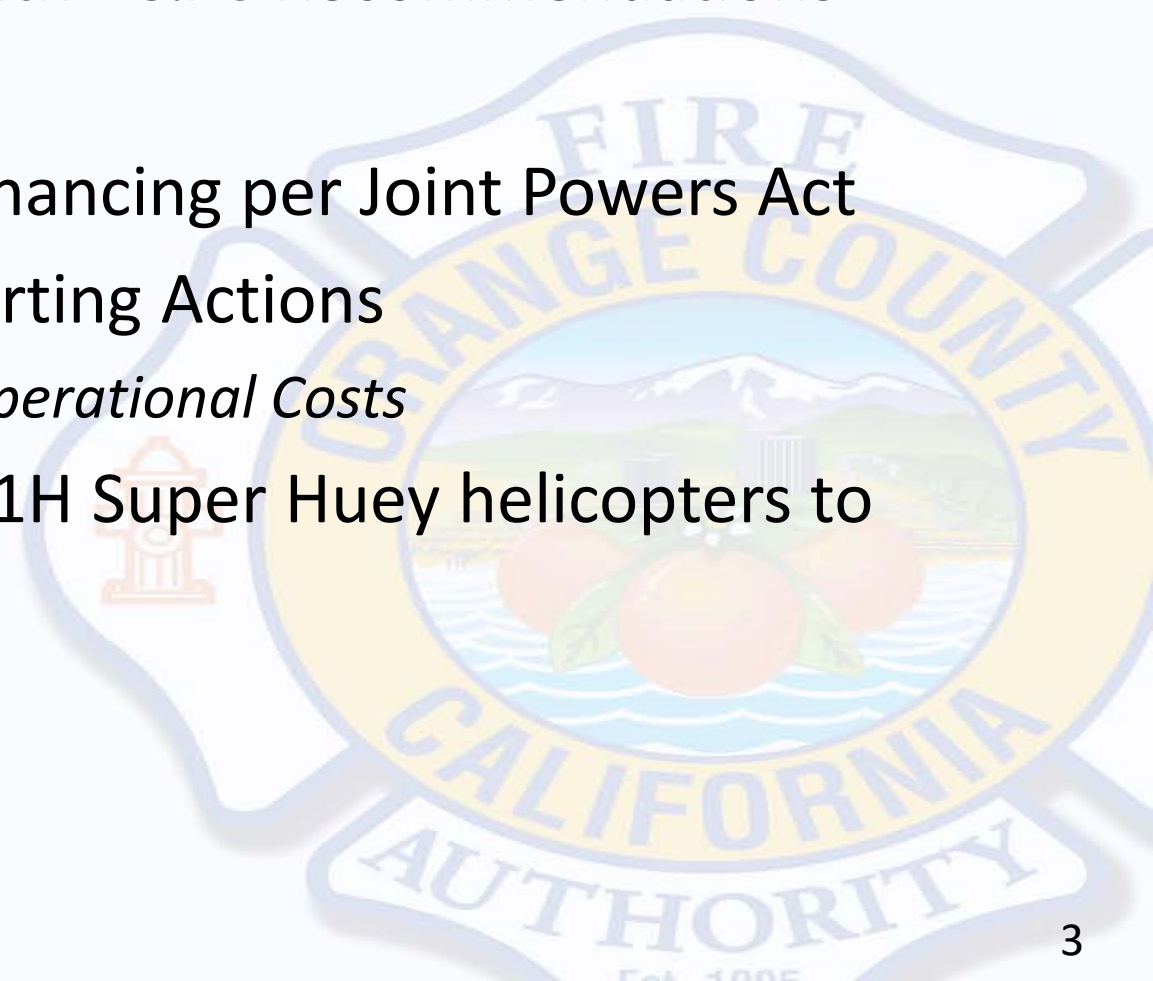 nancing per Joint Powers Act
rting Actions
perational Costs
1H Super Huey helicopters to
FIRE
ORANGE COUNTY
CALIFORNIA
AUTHORITY
3